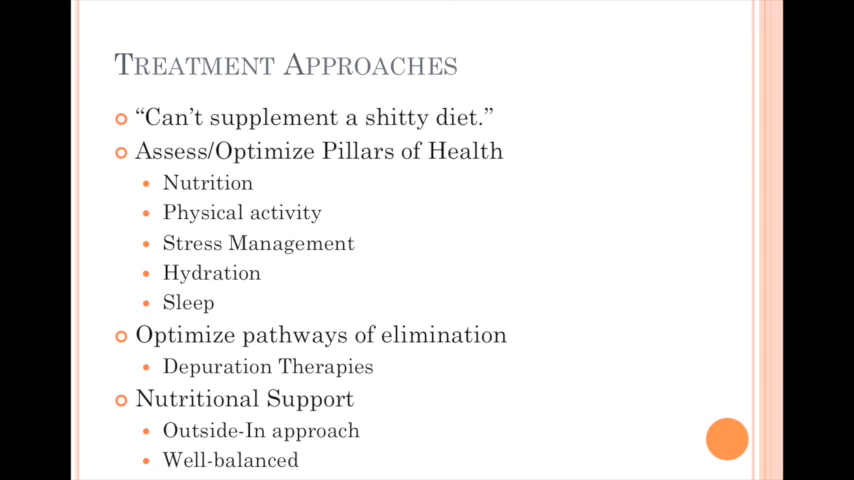 TREATMENT APPROACHES
“Can’t supplement a shitty diet.”
Assess/Optimize Pillars of Health
Nutrition
Physical activity
Stress Management
Hydration
Sleep
Optimize pathways of elimination
Depuration Therapies
Nutritional Support
Outside-In approach
Well-balanced